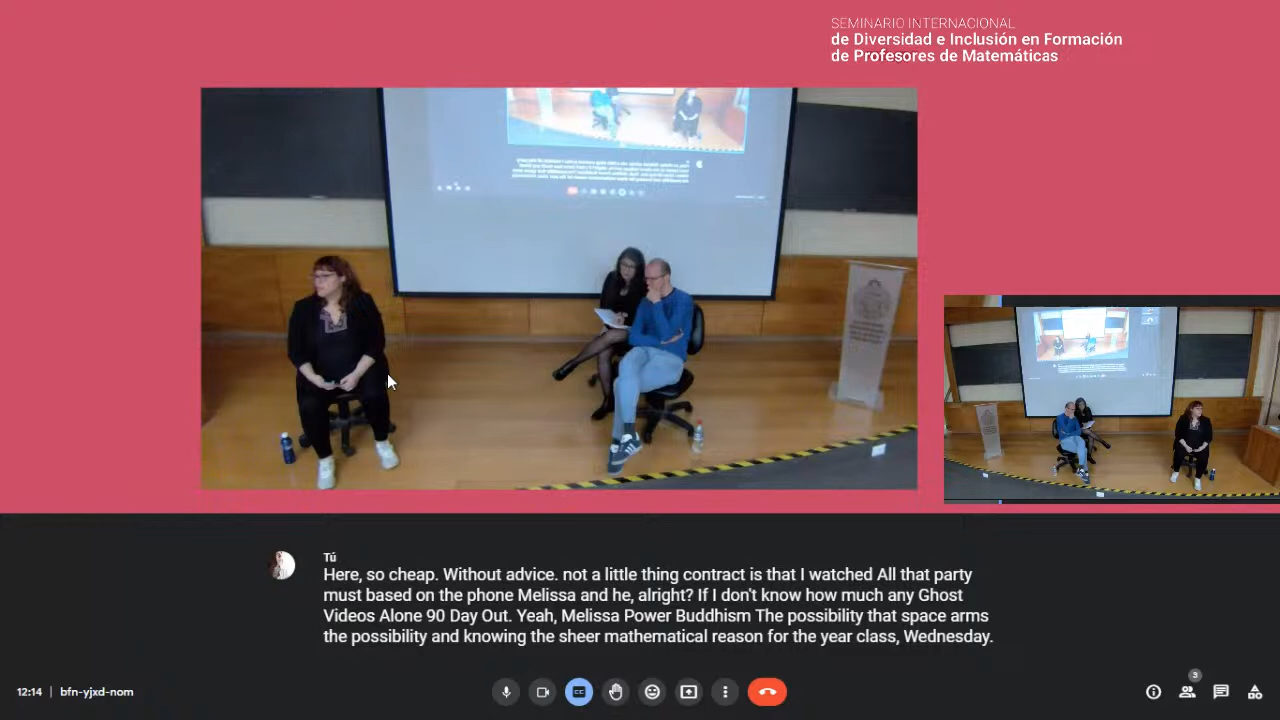 SEMINARIO INTERNACIONAL
de Diversidad e Inclusión en Formación
de Profesores de Matemáticas
Tú
Here, so cheap. Without advice. not a little thing contract is that I watched All that party
must based on the phone Melissa and he, alright? If I don't know how much any Ghost
Videos Alone 90 Day Out. Yeah, Melissa Power Buddhism The possibility that space arms
the possibility and knowing the sheer mathematical reason for the year class, Wednesday.
12:14 | bfn-yjxd-nom
CC
3